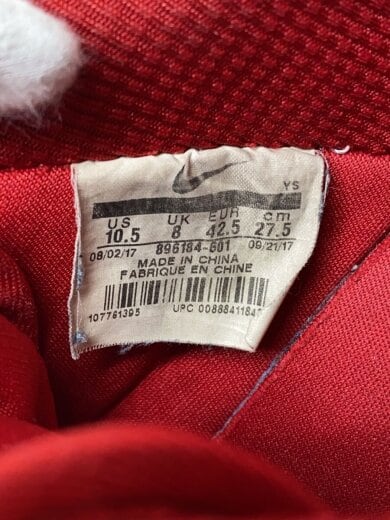 YS
US UK EUR cm
10.5 8 42.5 27.5
08/02/17 896184-601 09/21/17
MADE IN CHINA
FABRIQUE EN CHINE
107761395 UPC